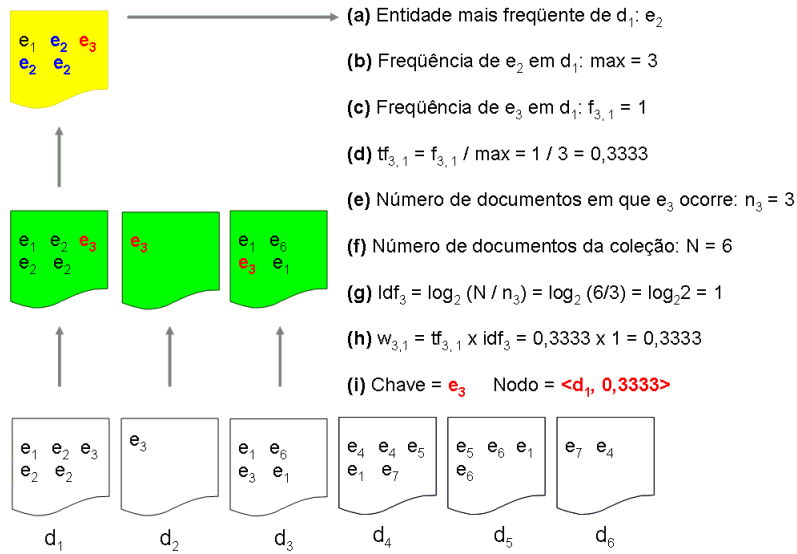 e1 e2 e3
e2 e2
(a) Entidade mais freqüente de d1: e2
(b) Freqüência de e2 em d1: max = 3
(c) Freqüência de e3 em d1: f3, 1 = 1
(d) tf3, 1 = f3, 1 / max = 1 / 3 = 0,3333
(e) Número de documentos em que e3 ocorre: n3 = 3
(f) Número de documentos da coleção: N = 6
(g) Idf3 = log2 (N / n3) = log2 (6/3) = log22 = 1
(h) w3,1 = tf3, 1 x idf3 = 0,3333 x 1 = 0,3333
(i) Chave = e3 Nodo = <d1, 0,3333>
e1 e2 e3
e2 e2
e3
e1 e6
e3 e1
e1 e2 e3
e2 e2
e3
e1 e6
e3 e1
e4 e4 e5
e1 e7
e5 e6 e1
e6
e7 e4
d1 d2 d3 d4 d5 d6